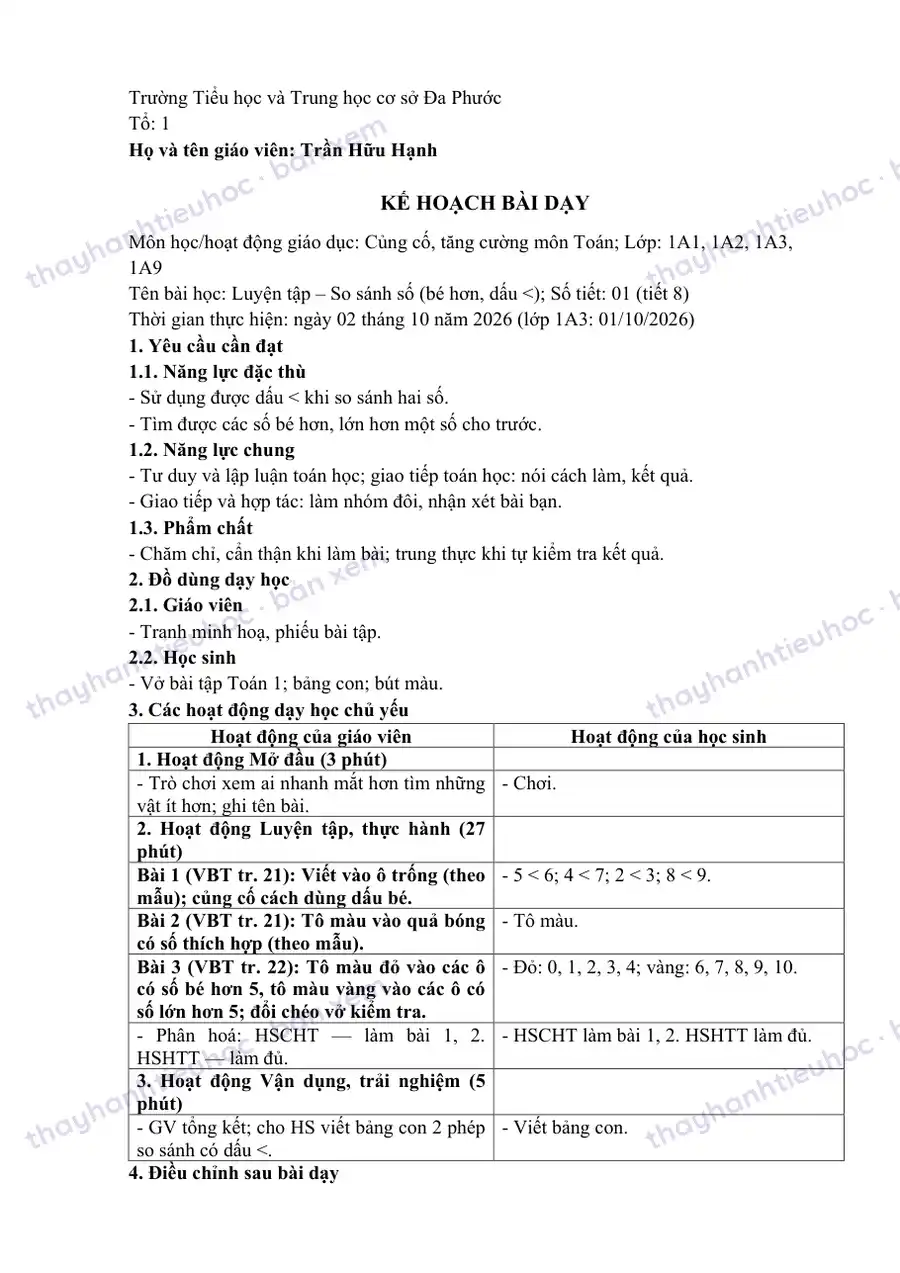 Trường Tiểu học và Trung học cơ sở Đa Phước
Tổ: 1
Họ và tên giáo viên: Trần Hữu Hạnh
KẾ HOẠCH BÀI DẠY
Môn học/hoạt động giáo dục: Củng cố, tăng cường môn Toán; Lớp: 1A1, 1A2, 1A3,
1A9
Tên bài học: Luyện tập – So sánh số (bé hơn, dấu <); Số tiết: 01 (tiết 8)
Thời gian thực hiện: ngày 02 tháng 10 năm 2026 (lớp 1A3: 01/10/2026)
1. Yêu cầu cần đạt
1.1. Năng lực đặc thù
- Sử dụng được dấu < khi so sánh hai số.
- Tìm được các số bé hơn, lớn hơn một số cho trước.
1.2. Năng lực chung
- Tư duy và lập luận toán học; giao tiếp toán học: nói cách làm, kết quả.
- Giao tiếp và hợp tác: làm nhóm đôi, nhận xét bài bạn.
1.3. Phẩm chất
- Chăm chỉ, cẩn thận khi làm bài; trung thực khi tự kiểm tra kết quả.
2. Đồ dùng dạy học
2.1. Giáo viên
- Tranh minh hoạ, phiếu bài tập.
2.2. Học sinh
- Vở bài tập Toán 1; bảng con; bút màu.
3. Các hoạt động dạy học chủ yếu
Hoạt động của giáo viên
Hoạt động của học sinh
1. Hoạt động Mở đầu (3 phút)
- Trò chơi xem ai nhanh mắt hơn tìm những
vật ít hơn; ghi tên bài.
- Chơi.
2. Hoạt động Luyện tập, thực hành (27
phút)
Bài 1 (VBT tr. 21): Viết vào ô trống (theo
mẫu); củng cố cách dùng dấu bé.
- 5 < 6; 4 < 7; 2 < 3; 8 < 9.
Bài 2 (VBT tr. 21): Tô màu vào quả bóng
có số thích hợp (theo mẫu).
- Tô màu.
Bài 3 (VBT tr. 22): Tô màu đỏ vào các ô
có số bé hơn 5, tô màu vàng vào các ô có
số lớn hơn 5; đổi chéo vở kiểm tra.
- Đỏ: 0, 1, 2, 3, 4; vàng: 6, 7, 8, 9, 10.
- Phân hoá: HSCHT — làm bài 1, 2.
HSHTT — làm đủ.
- HSCHT làm bài 1, 2. HSHTT làm đủ.
3. Hoạt động Vận dụng, trải nghiệm (5
phút)
- GV tổng kết; cho HS viết bảng con 2 phép
so sánh có dấu <.
- Viết bảng con.
4. Điều chỉnh sau bài dạy
thayhanhtieuhoc · bản xem
thayhanhtieuhoc · b
thayhanhtieuhoc · bản xem
thayhanhtieuhoc · b
thayhanhtieuhoc · bản xem
thayhanhtieuhoc · b